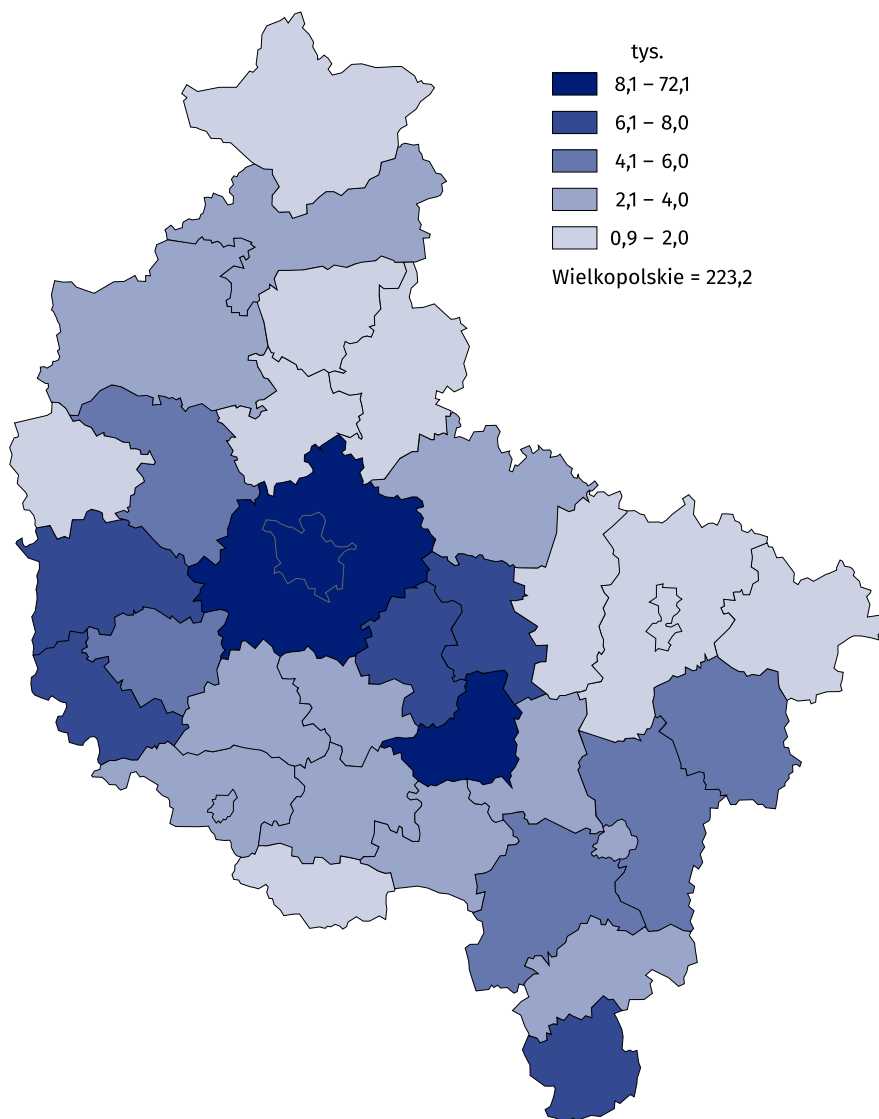 tys.
8,1 – 72,1
6,1 – 8,0
4,1 – 6,0
2,1 – 4,0
0,9 – 2,0
Wielkopolskie = 223,2